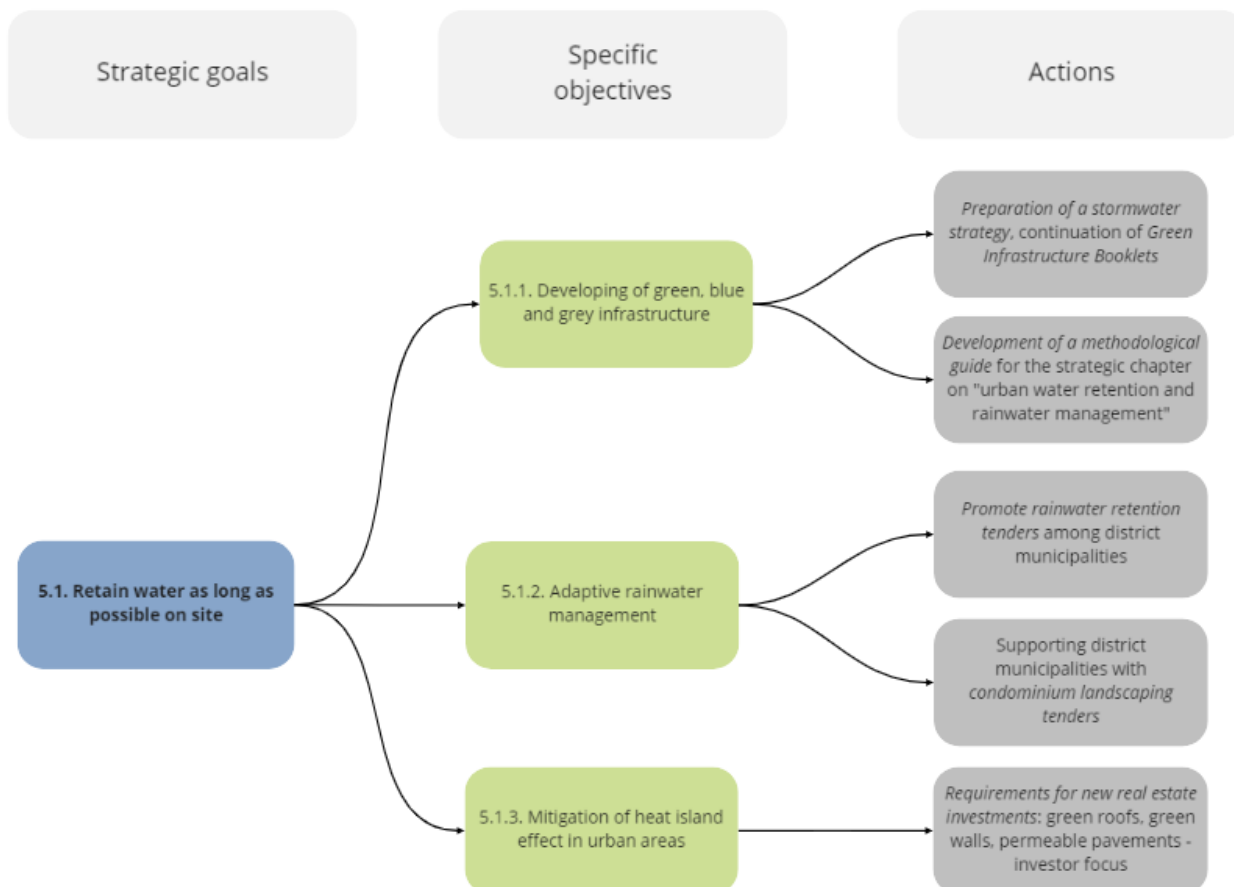 Strategic goals
Specific
objectives
Actions
5.1. Retain water as long as
possible on site
5.1.1. Developing of green, blue
and grey infrastructure
Preparation of a stormwater
strategy, continuation of Green
Infrastructure Booklets
Development of a methodological
guide for the strategic chapter
on "urban water retention and
rainwater management"
5.1.2. Adaptive rainwater
management
Promote rainwater retention
tenders among district
municipalities
Supporting district
municipalities with
condominium landscaping
tenders
5.1.3. Mitigation of heat island
effect in urban areas
Requirements for new real estate
investments: green roofs, green
walls, permeable pavements -
investor focus